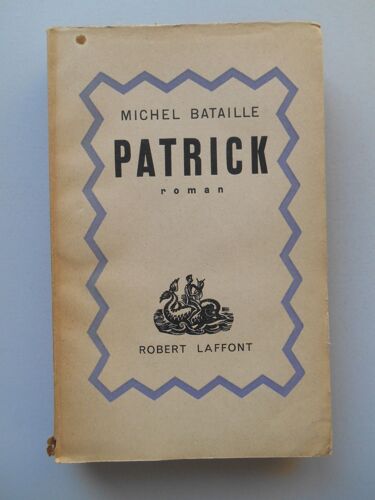 MICHEL BATAILLE
PATRICK
roman
ROBERT LAFFONT